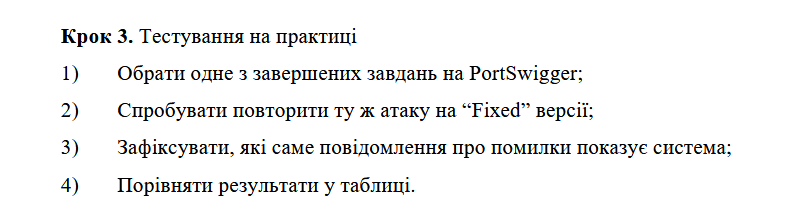 Крок 3. Тестування на практиці
1) Обрати одне з завершених завдань на PortSwigger;
2) Спробувати повторити ту ж атаку на “Fixed” версії;
3) Зафіксувати, які саме повідомлення про помилки показує система;
4) Порівняти результати у таблиці.